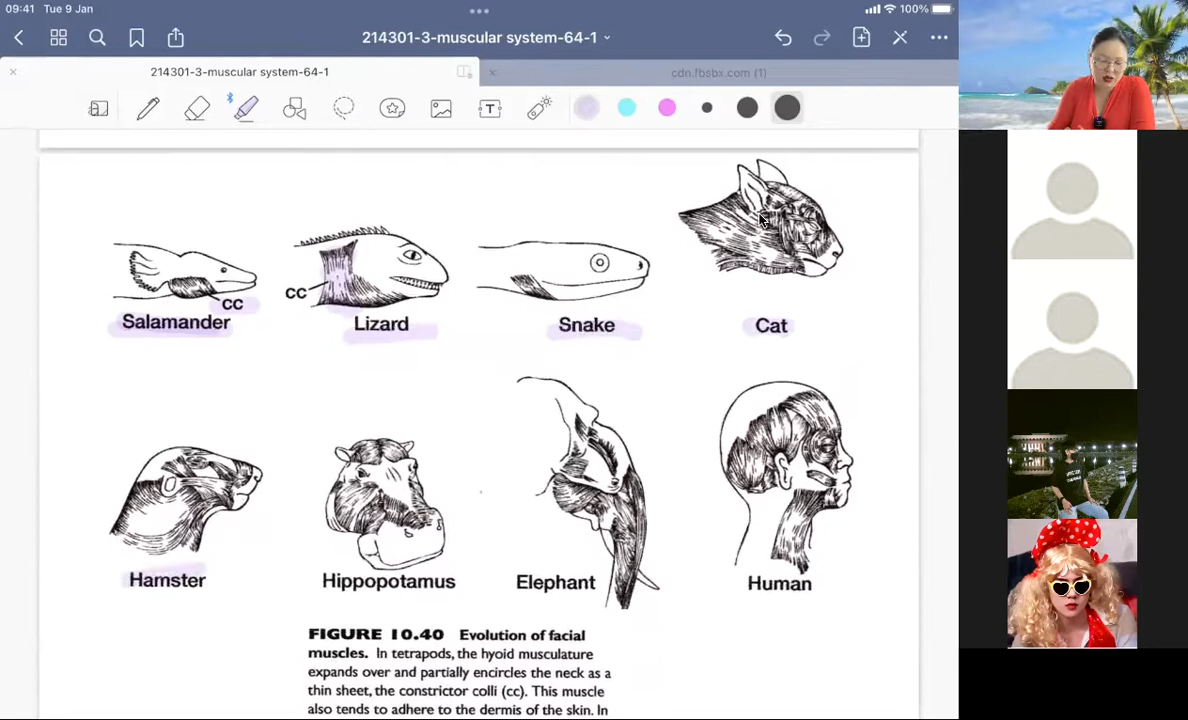 09:41 Tue 9 Jan
100%
214301-3-muscular system-64-1
214301-3-muscular system-64-1
cdn.fbsbx.com (1)
T
cc
cc
Salamander
Lizard
Snake
Cat
Hamster
Hippopotamus
Elephant
Human
FIGURE 10.40 Evolution of facial
muscles. In tetrapods, the hyoid musculature
expands over and partially encircles the neck as a
thin sheet, the constrictor colli (cc). This muscle
also tends to adhere to the dermis of the skin. In